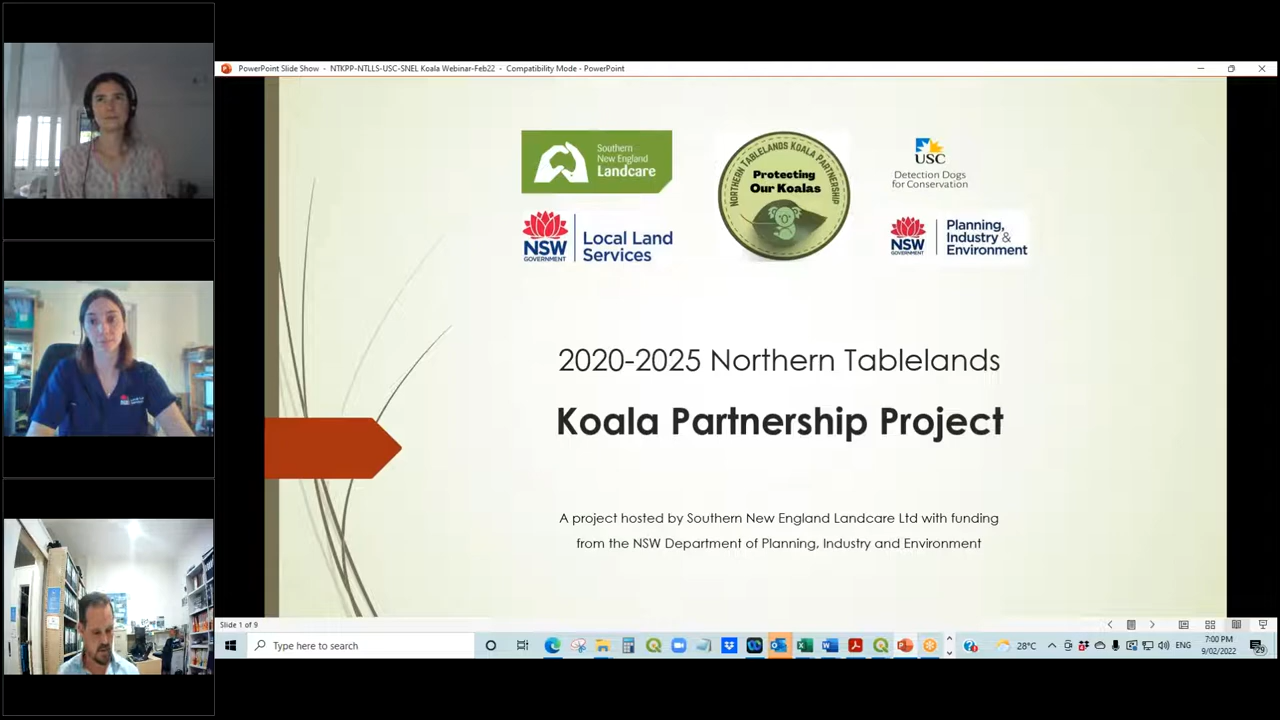 PowerPoint Slide Show - NTKPP-NTLLS-USC-SNEL Koala Webinar-Feb22 - Compatibility Mode - PowerPoint
Southern
New England
Landcare
NORTHERN TABLELANDS KOALA PARTNERSHIP
Protecting
Our Koalas
USC
Detection Dogs
for Conservation
NSW
GOVERNMENT
Local Land
Services
NSW
GOVERNMENT
Planning,
Industry &
Environment
2020-2025 Northern Tablelands
Koala Partnership Project
A project hosted by Southern New England Landcare Ltd with funding
from the NSW Department of Planning, Industry and Environment
Slide 1 of 9
Type here to search
28°C
ENG
7:00 PM
9/02/2022
29